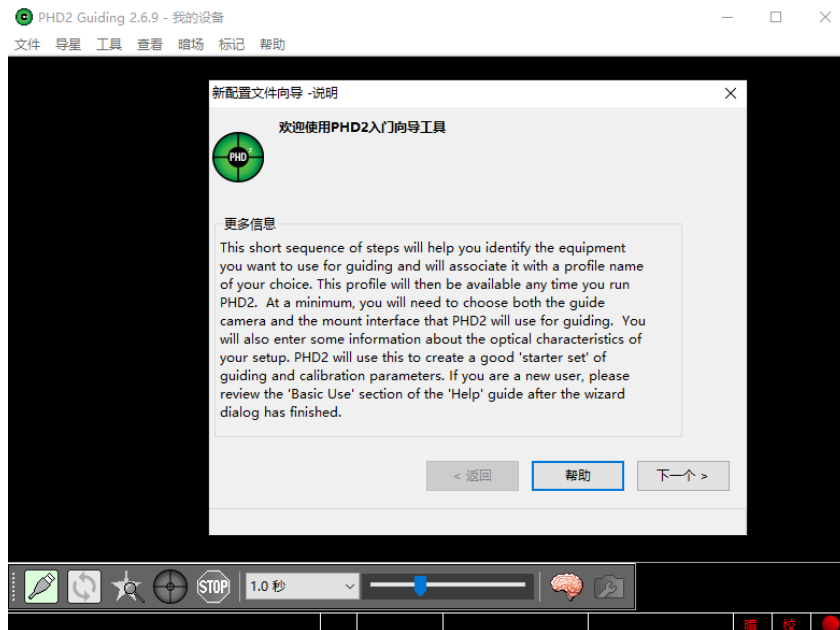 PHD2 Guiding 2.6.9 - 我的设备
文件 导星 工具 查看 暗场 标记 帮助
新配置文件向导 -说明
欢迎使用PHD2入门向导工具
PHD 2
更多信息
This short sequence of steps will help you identify the equipment
you want to use for guiding and will associate it with a profile name
of your choice. This profile will then be available any time you run
PHD2.  At a minimum, you will need to choose both the guide
camera and the mount interface that PHD2 will use for guiding.  You
will also enter some information about the optical characteristics of
your setup. PHD2 will use this to create a good 'starter set' of
guiding and calibration parameters. If you are a new user, please
review the 'Basic Use' section of the 'Help' guide after the wizard
dialog has finished.
< 返回 帮助 下一个 >
STOP 1.0 秒
暗 校